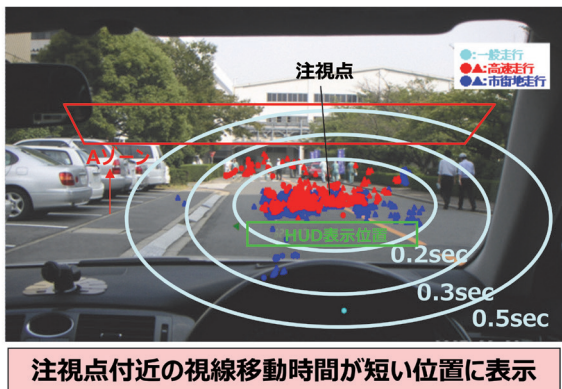 ●:一般走行
●▲:高速走行
●▲:市街地走行
注視点
Aゾーン
HUD表示位置
0.2sec
0.3sec
0.5sec
注視点付近の視線移動時間が短い位置に表示